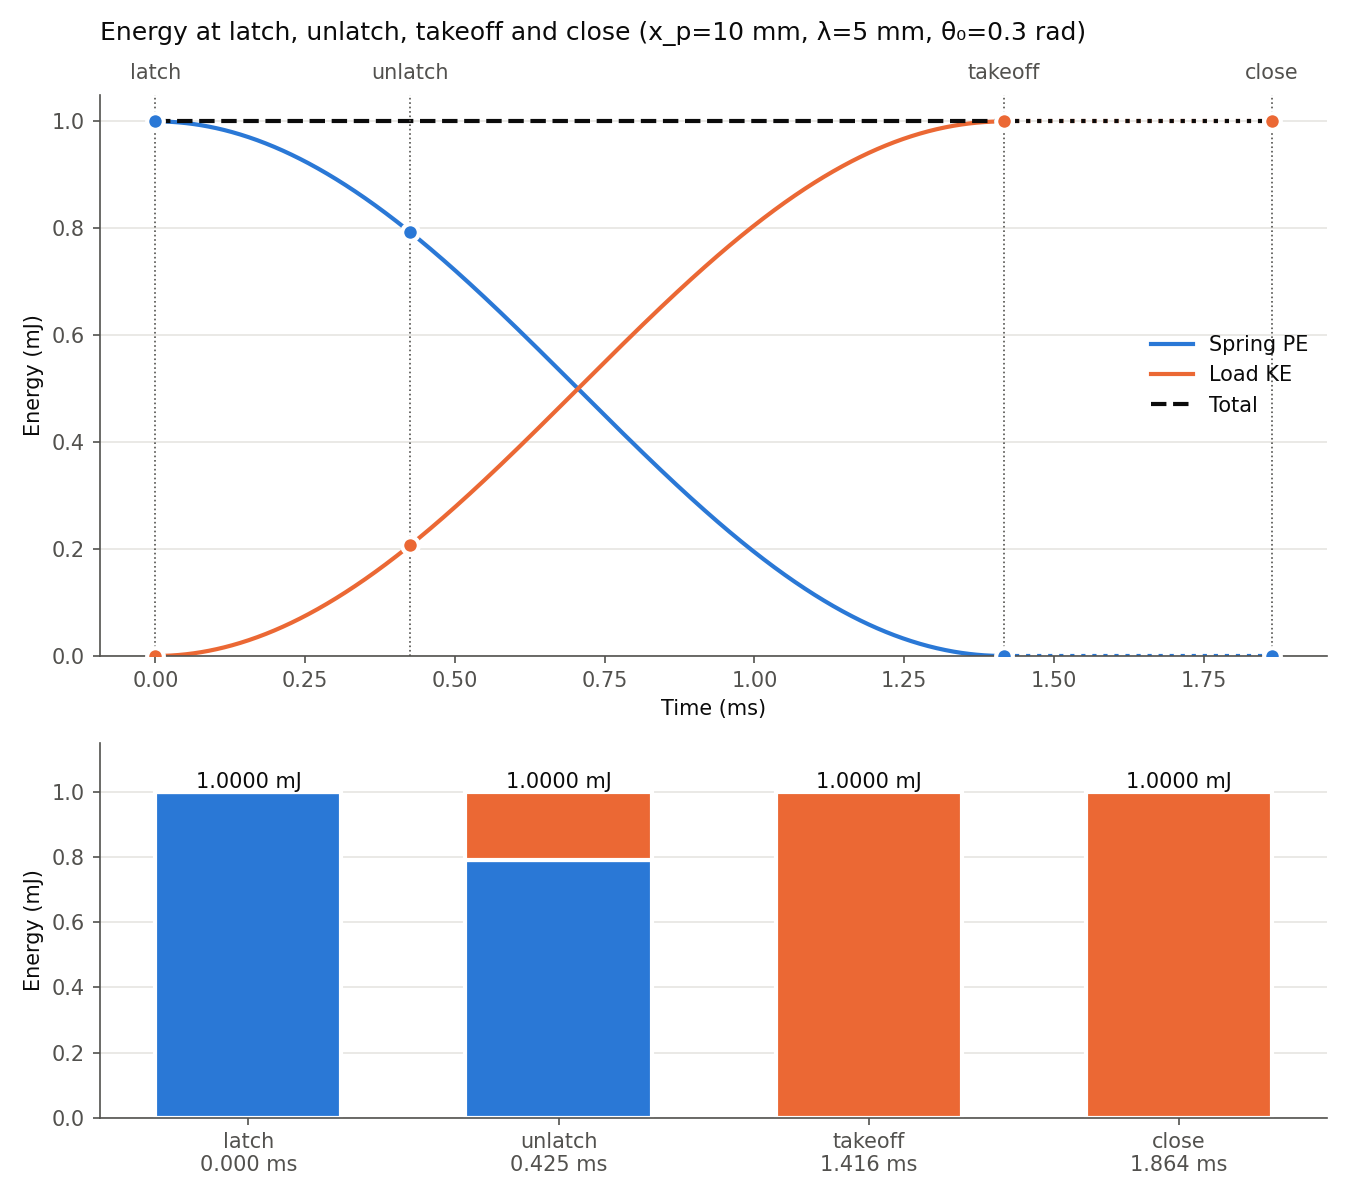 Energy at latch, unlatch, takeoff and close (x_p=10 mm, λ=5 mm, θ₀=0.3 rad)
latch unlatch takeoff close
1.0
0.8
0.6
0.4
0.2
0.0
Energy (mJ)
Spring PE
Load KE
Total
0.00 0.25 0.50 0.75 1.00 1.25 1.50 1.75
Time (ms)
1.0000 mJ 1.0000 mJ 1.0000 mJ 1.0000 mJ
1.0
0.8
0.6
0.4
0.2
0.0
Energy (mJ)
latch unlatch takeoff close
0.000 ms 0.425 ms 1.416 ms 1.864 ms